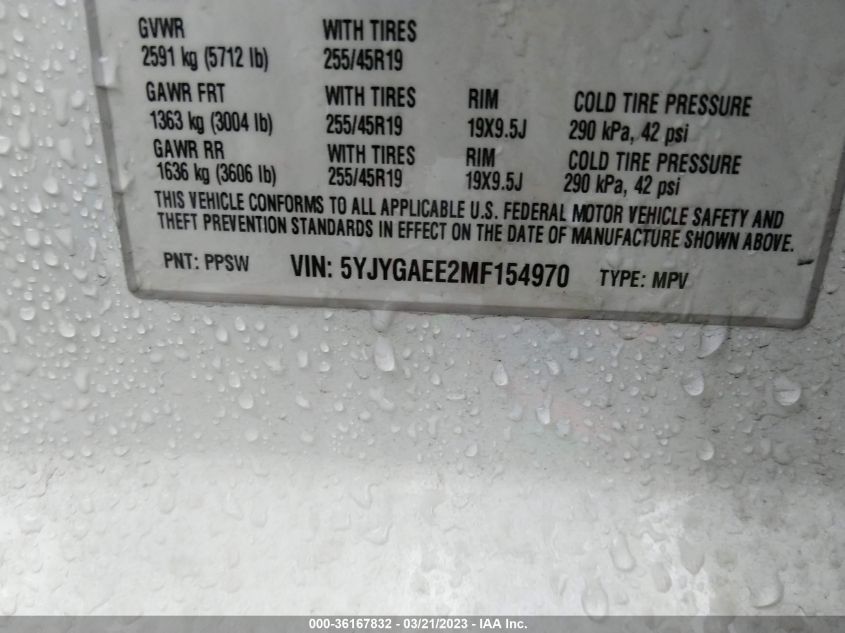 GVWR WITH TIRES
2591 kg (5712 lb) 255/45R19
GAWR FRT WITH TIRES RIM COLD TIRE PRESSURE
1363 kg (3004 lb) 255/45R19 19X9.5J 290 kPa, 42 psi
GAWR RR WITH TIRES RIM COLD TIRE PRESSURE
1636 kg (3606 lb) 255/45R19 19X9.5J 290 kPa, 42 psi
THIS VEHICLE CONFORMS TO ALL APPLICABLE U.S. FEDERAL MOTOR VEHICLE SAFETY AND
THEFT PREVENTION STANDARDS IN EFFECT ON THE DATE OF MANUFACTURE SHOWN ABOVE.
PNT: PPSW VIN: 5YJYGAEE2MF154970 TYPE: MPV
000-36167832 - 03/21/2023 - IAA Inc.